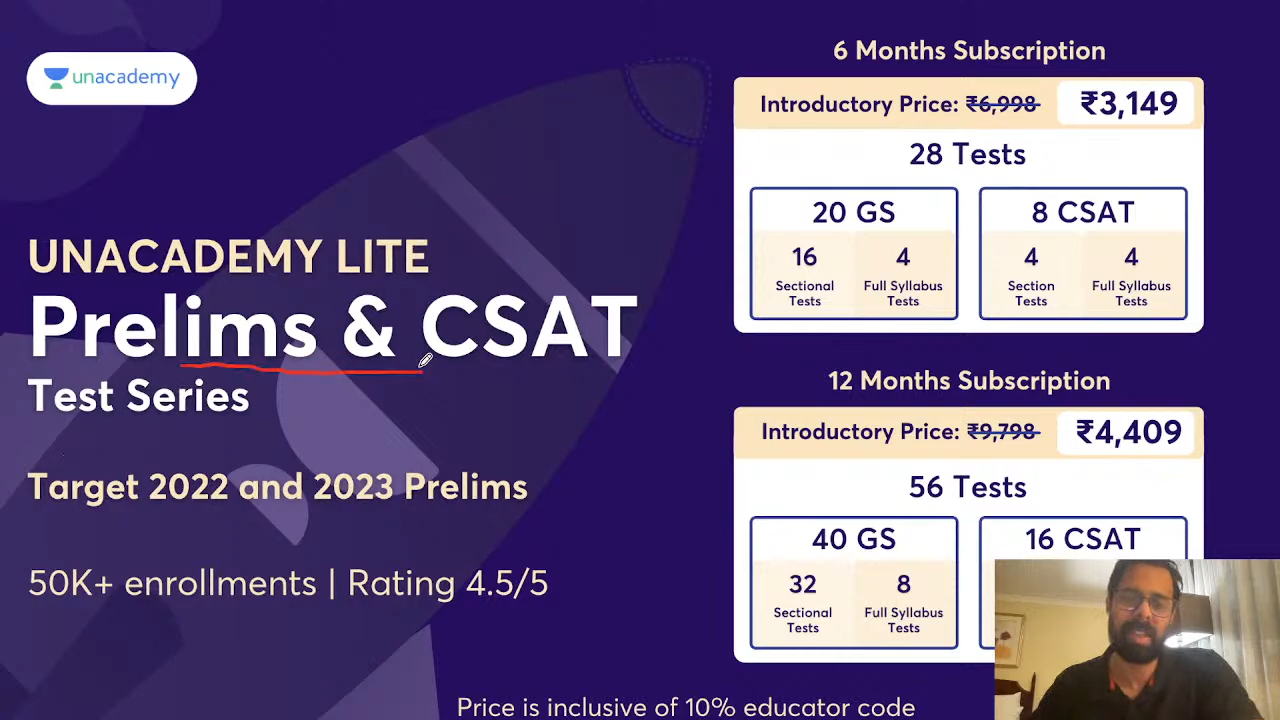 unacademy
UNACADEMY LITE
Prelims & CSAT
Test Series
Target 2022 and 2023 Prelims
50K+ enrollments | Rating 4.5/5
6 Months Subscription
Introductory Price: ₹6,998 ₹3,149
28 Tests
20 GS
16
Sectional
Tests
4
Full Syllabus
Tests
8 CSAT
4
Section
Tests
4
Full Syllabus
Tests
12 Months Subscription
Introductory Price: ₹9,798 ₹4,409
56 Tests
40 GS
32
Sectional
Tests
8
Full Syllabus
Tests
16 CSAT
Price is inclusive of 10% educator code